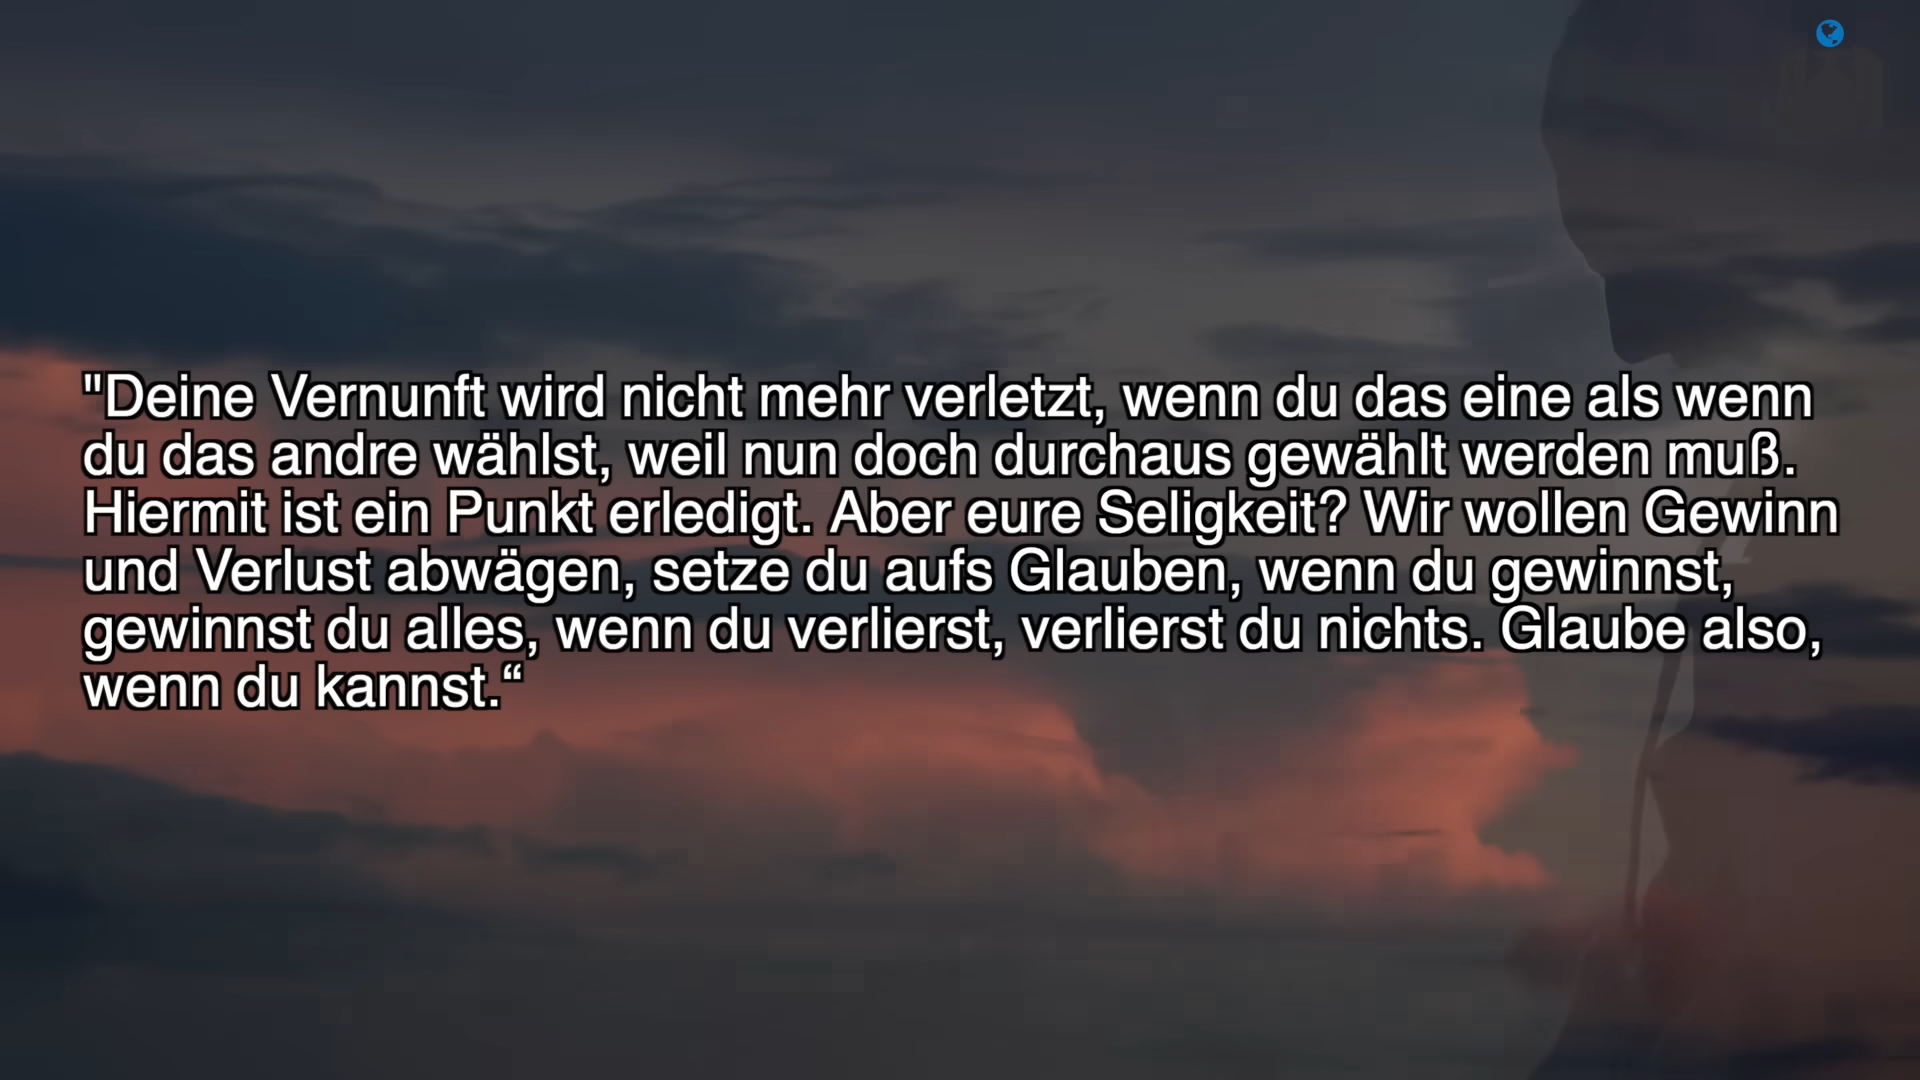 "Deine Vernunft wird nicht mehr verletzt, wenn du das eine als wenn
du das andre wählst, weil nun doch durchaus gewählt werden muß.
Hiermit ist ein Punkt erledigt. Aber eure Seligkeit? Wir wollen Gewinn
und Verlust abwägen, setze du aufs Glauben, wenn du gewinnst,
gewinnst du alles, wenn du verlierst, verlierst du nichts. Glaube also,
wenn du kannst.“